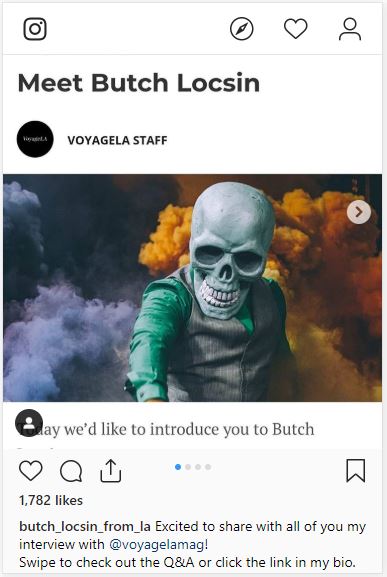 Meet Butch Locsin
VoyageLA
VOYAGELA STAFF
Today we'd like to introduce you to Butch
1,782 likes
butch_locsin_from_la Excited to share with all of you my
interview with @voyagelamag!
Swipe to check out the Q&A or click the link in my bio.